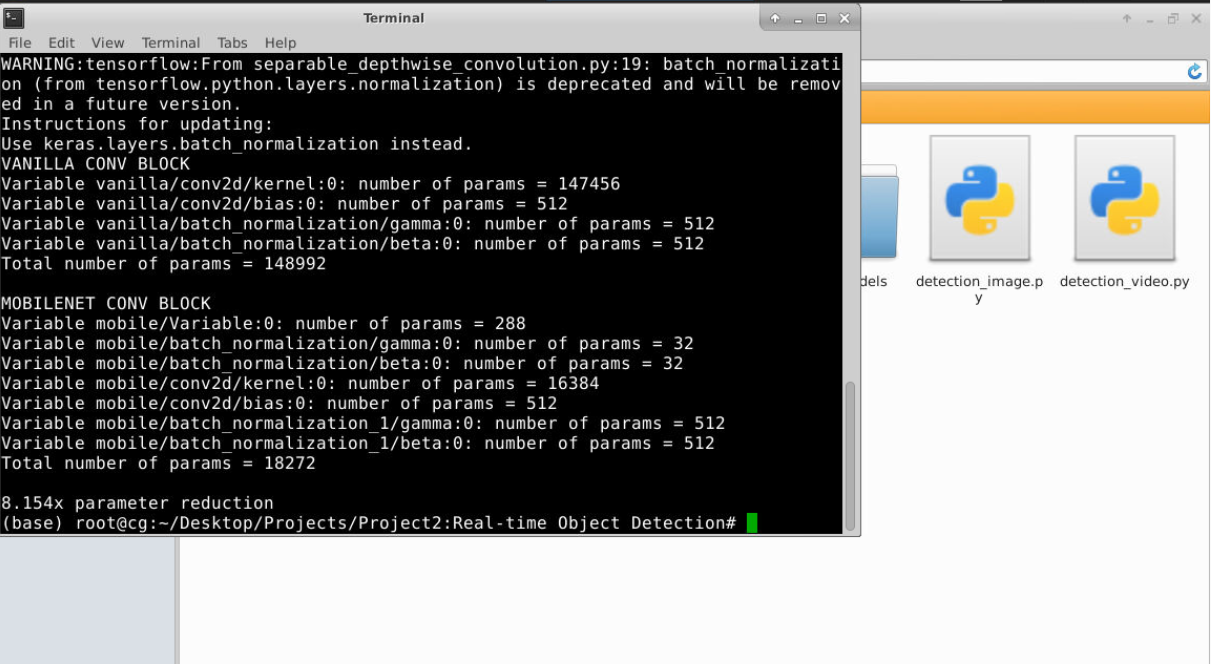 Terminal
File Edit View Terminal Tabs Help
WARNING:tensorflow:From separable_depthwise_convolution.py:19: batch_normalizati
on (from tensorflow.python.layers.normalization) is deprecated and will be remov
ed in a future version.
Instructions for updating:
Use keras.layers.batch_normalization instead.
VANILLA CONV BLOCK
Variable vanilla/conv2d/kernel:0: number of params = 147456
Variable vanilla/conv2d/bias:0: number of params = 512
Variable vanilla/batch_normalization/gamma:0: number of params = 512
Variable vanilla/batch_normalization/beta:0: number of params = 512
Total number of params = 148992
MOBILENET CONV BLOCK
Variable mobile/Variable:0: number of params = 288
Variable mobile/batch_normalization/gamma:0: number of params = 32
Variable mobile/batch_normalization/beta:0: number of params = 32
Variable mobile/conv2d/kernel:0: number of params = 16384
Variable mobile/conv2d/bias:0: number of params = 512
Variable mobile/batch_normalization_1/gamma:0: number of params = 512
Variable mobile/batch_normalization_1/beta:0: number of params = 512
Total number of params = 18272
8.154x parameter reduction
(base) root@cg:~/Desktop/Projects/Project2:Real-time Object Detection#
dels
detection_image.p
y
detection_video.py